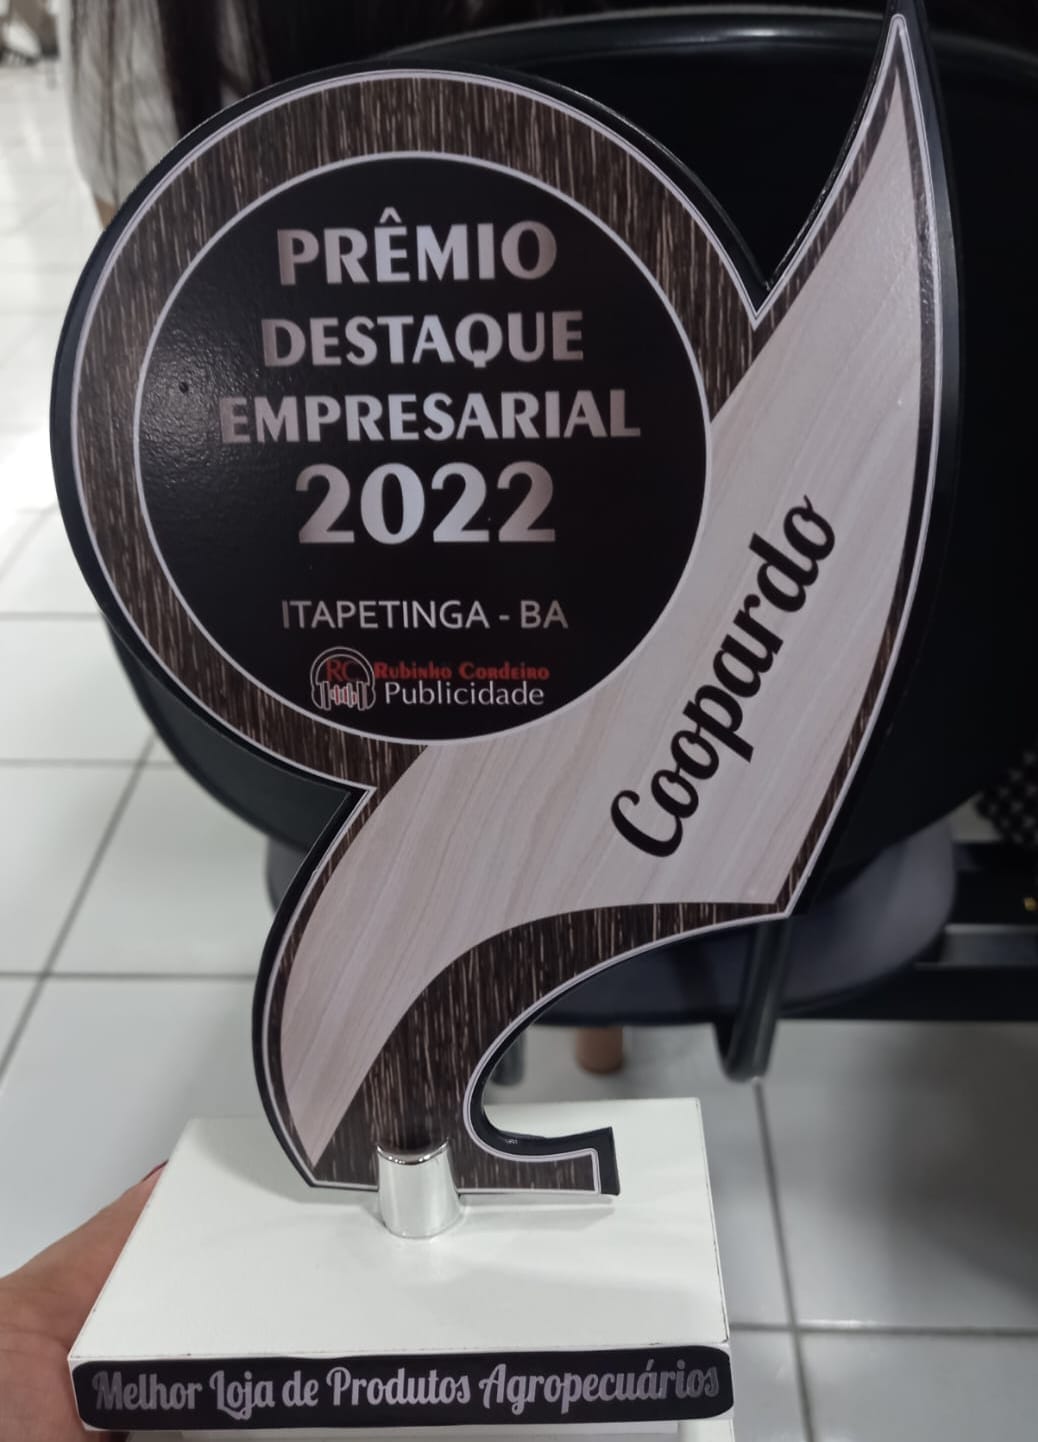 PRÊMIO
DESTAQUE
EMPRESARIAL
2022
ITAPETINGA - BA
RC Rubinho Cordeiro
Publicidade
Coopardo
Melhor Loja de Produtos Agropecuários